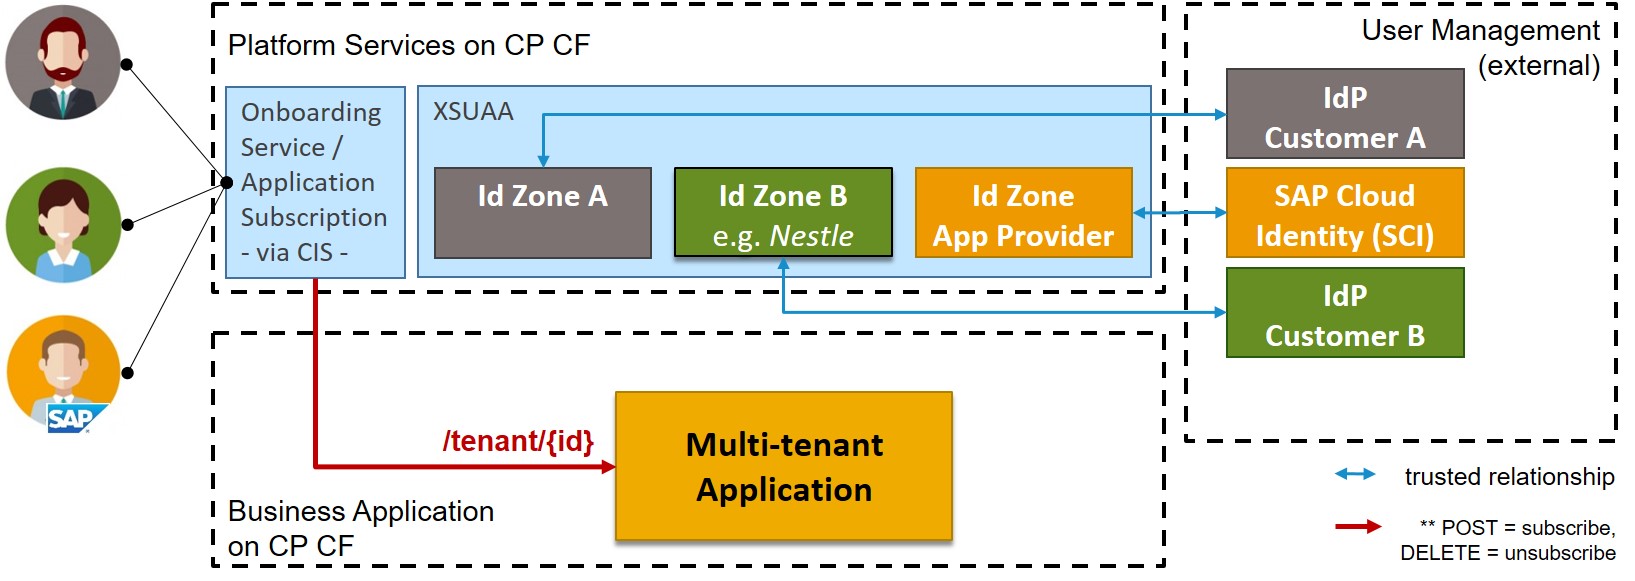 Platform Services on CP CF
Onboarding
Service /
Application
Subscription
- via CIS -
XSUAA
Id Zone A
Id Zone B
e.g. Nestle
Id Zone
App Provider
User Management
(external)
IdP
Customer A
SAP Cloud
Identity (SCI)
IdP
Customer B
SAP
/tenant/{id}
Multi-tenant
Application
Business Application
on CP CF
trusted relationship
** POST = subscribe,
DELETE = unsubscribe